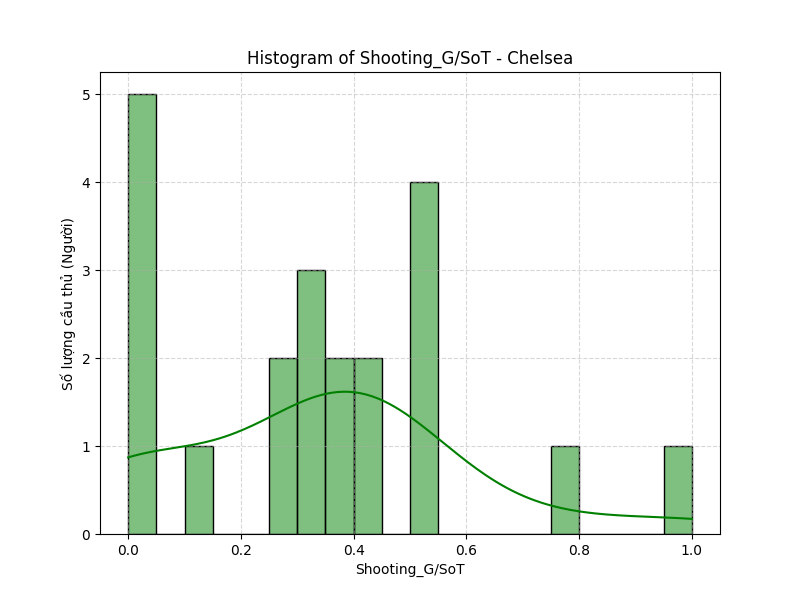 Histogram of Shooting_G/SoT - Chelsea
Số lượng cầu thủ (Người)
5
4
3
2
1
0
0.0 0.2 0.4 0.6 0.8 1.0
Shooting_G/SoT